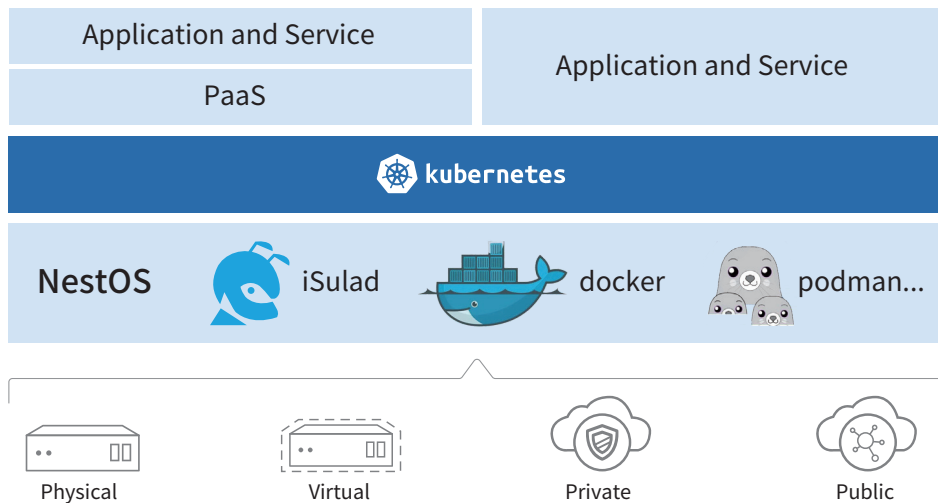 Application and Service
PaaS
Application and Service
kubernetes
NestOS
iSulad
docker
podman...
Physical
Virtual
Private
Public